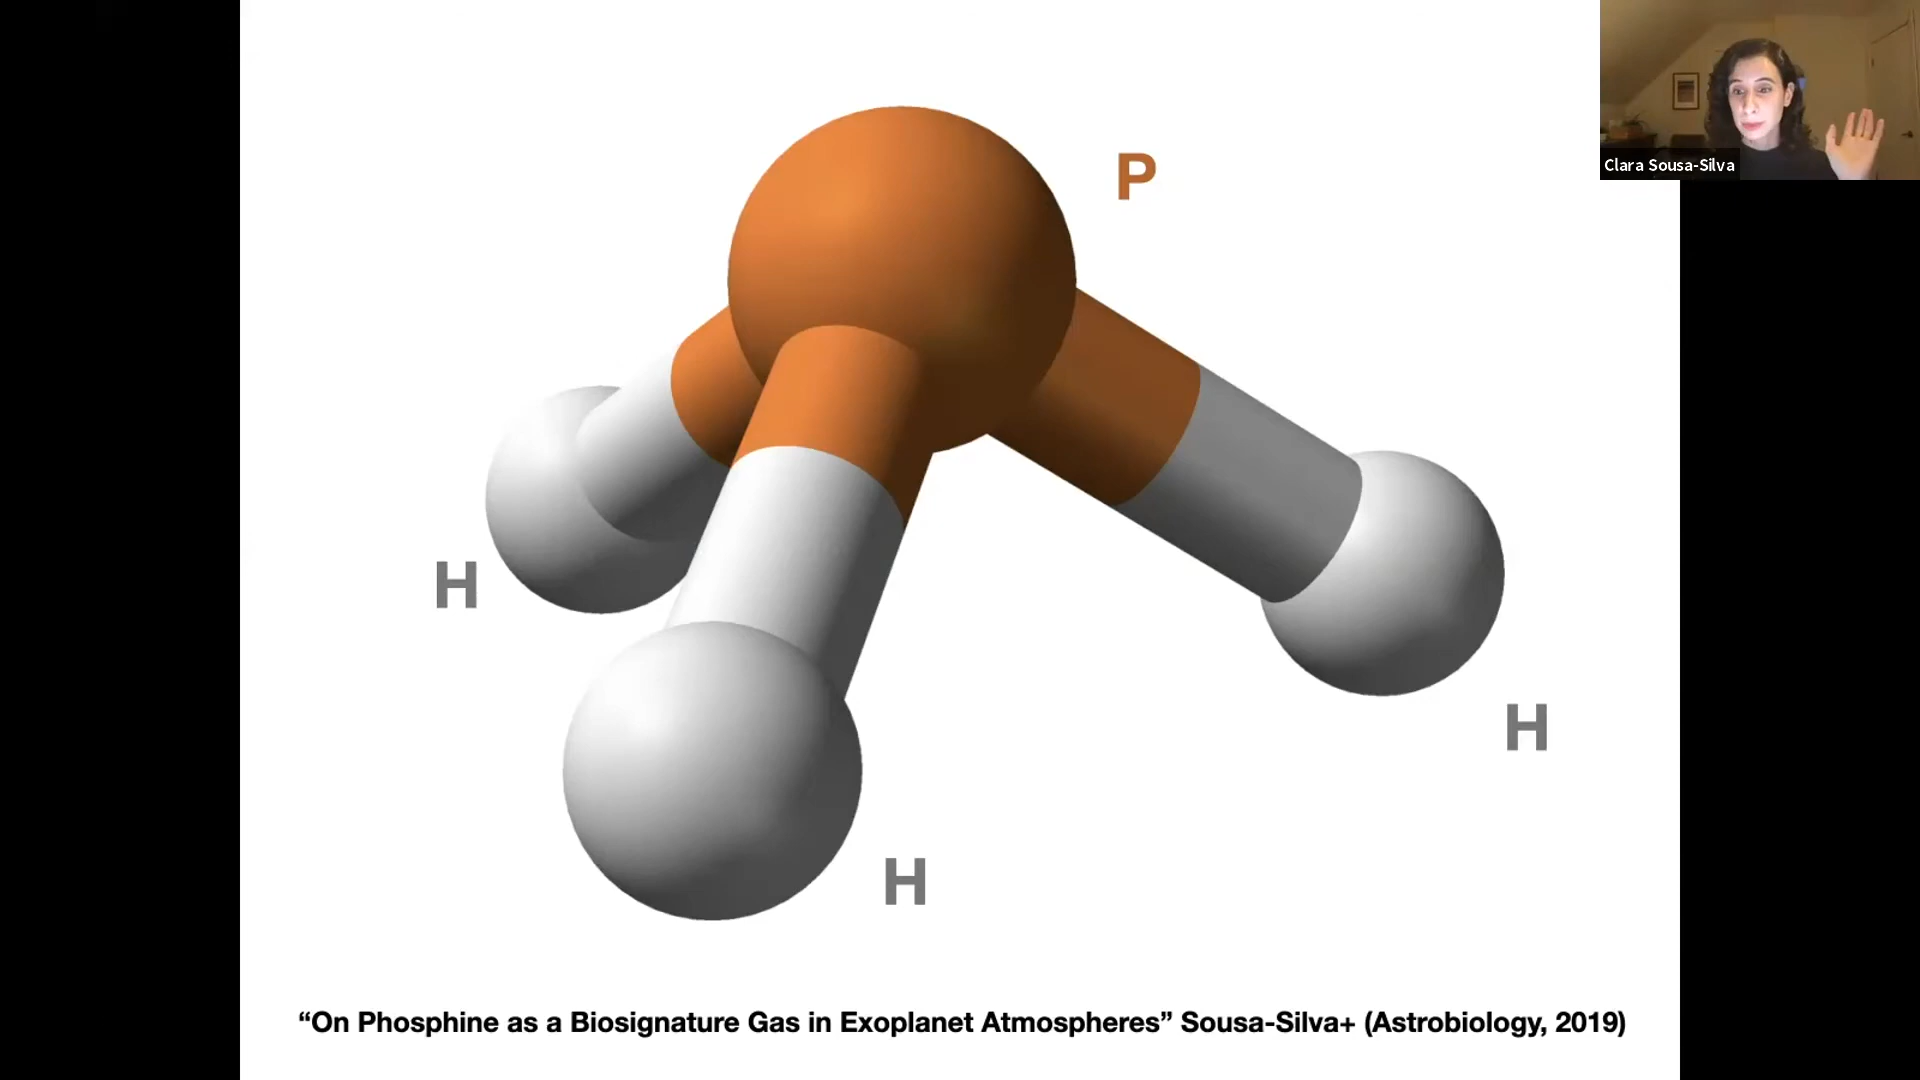 P
Clara Sousa-Silva
H
H
H
“On Phosphine as a Biosignature Gas in Exoplanet Atmospheres” Sousa-Silva+ (Astrobiology, 2019)